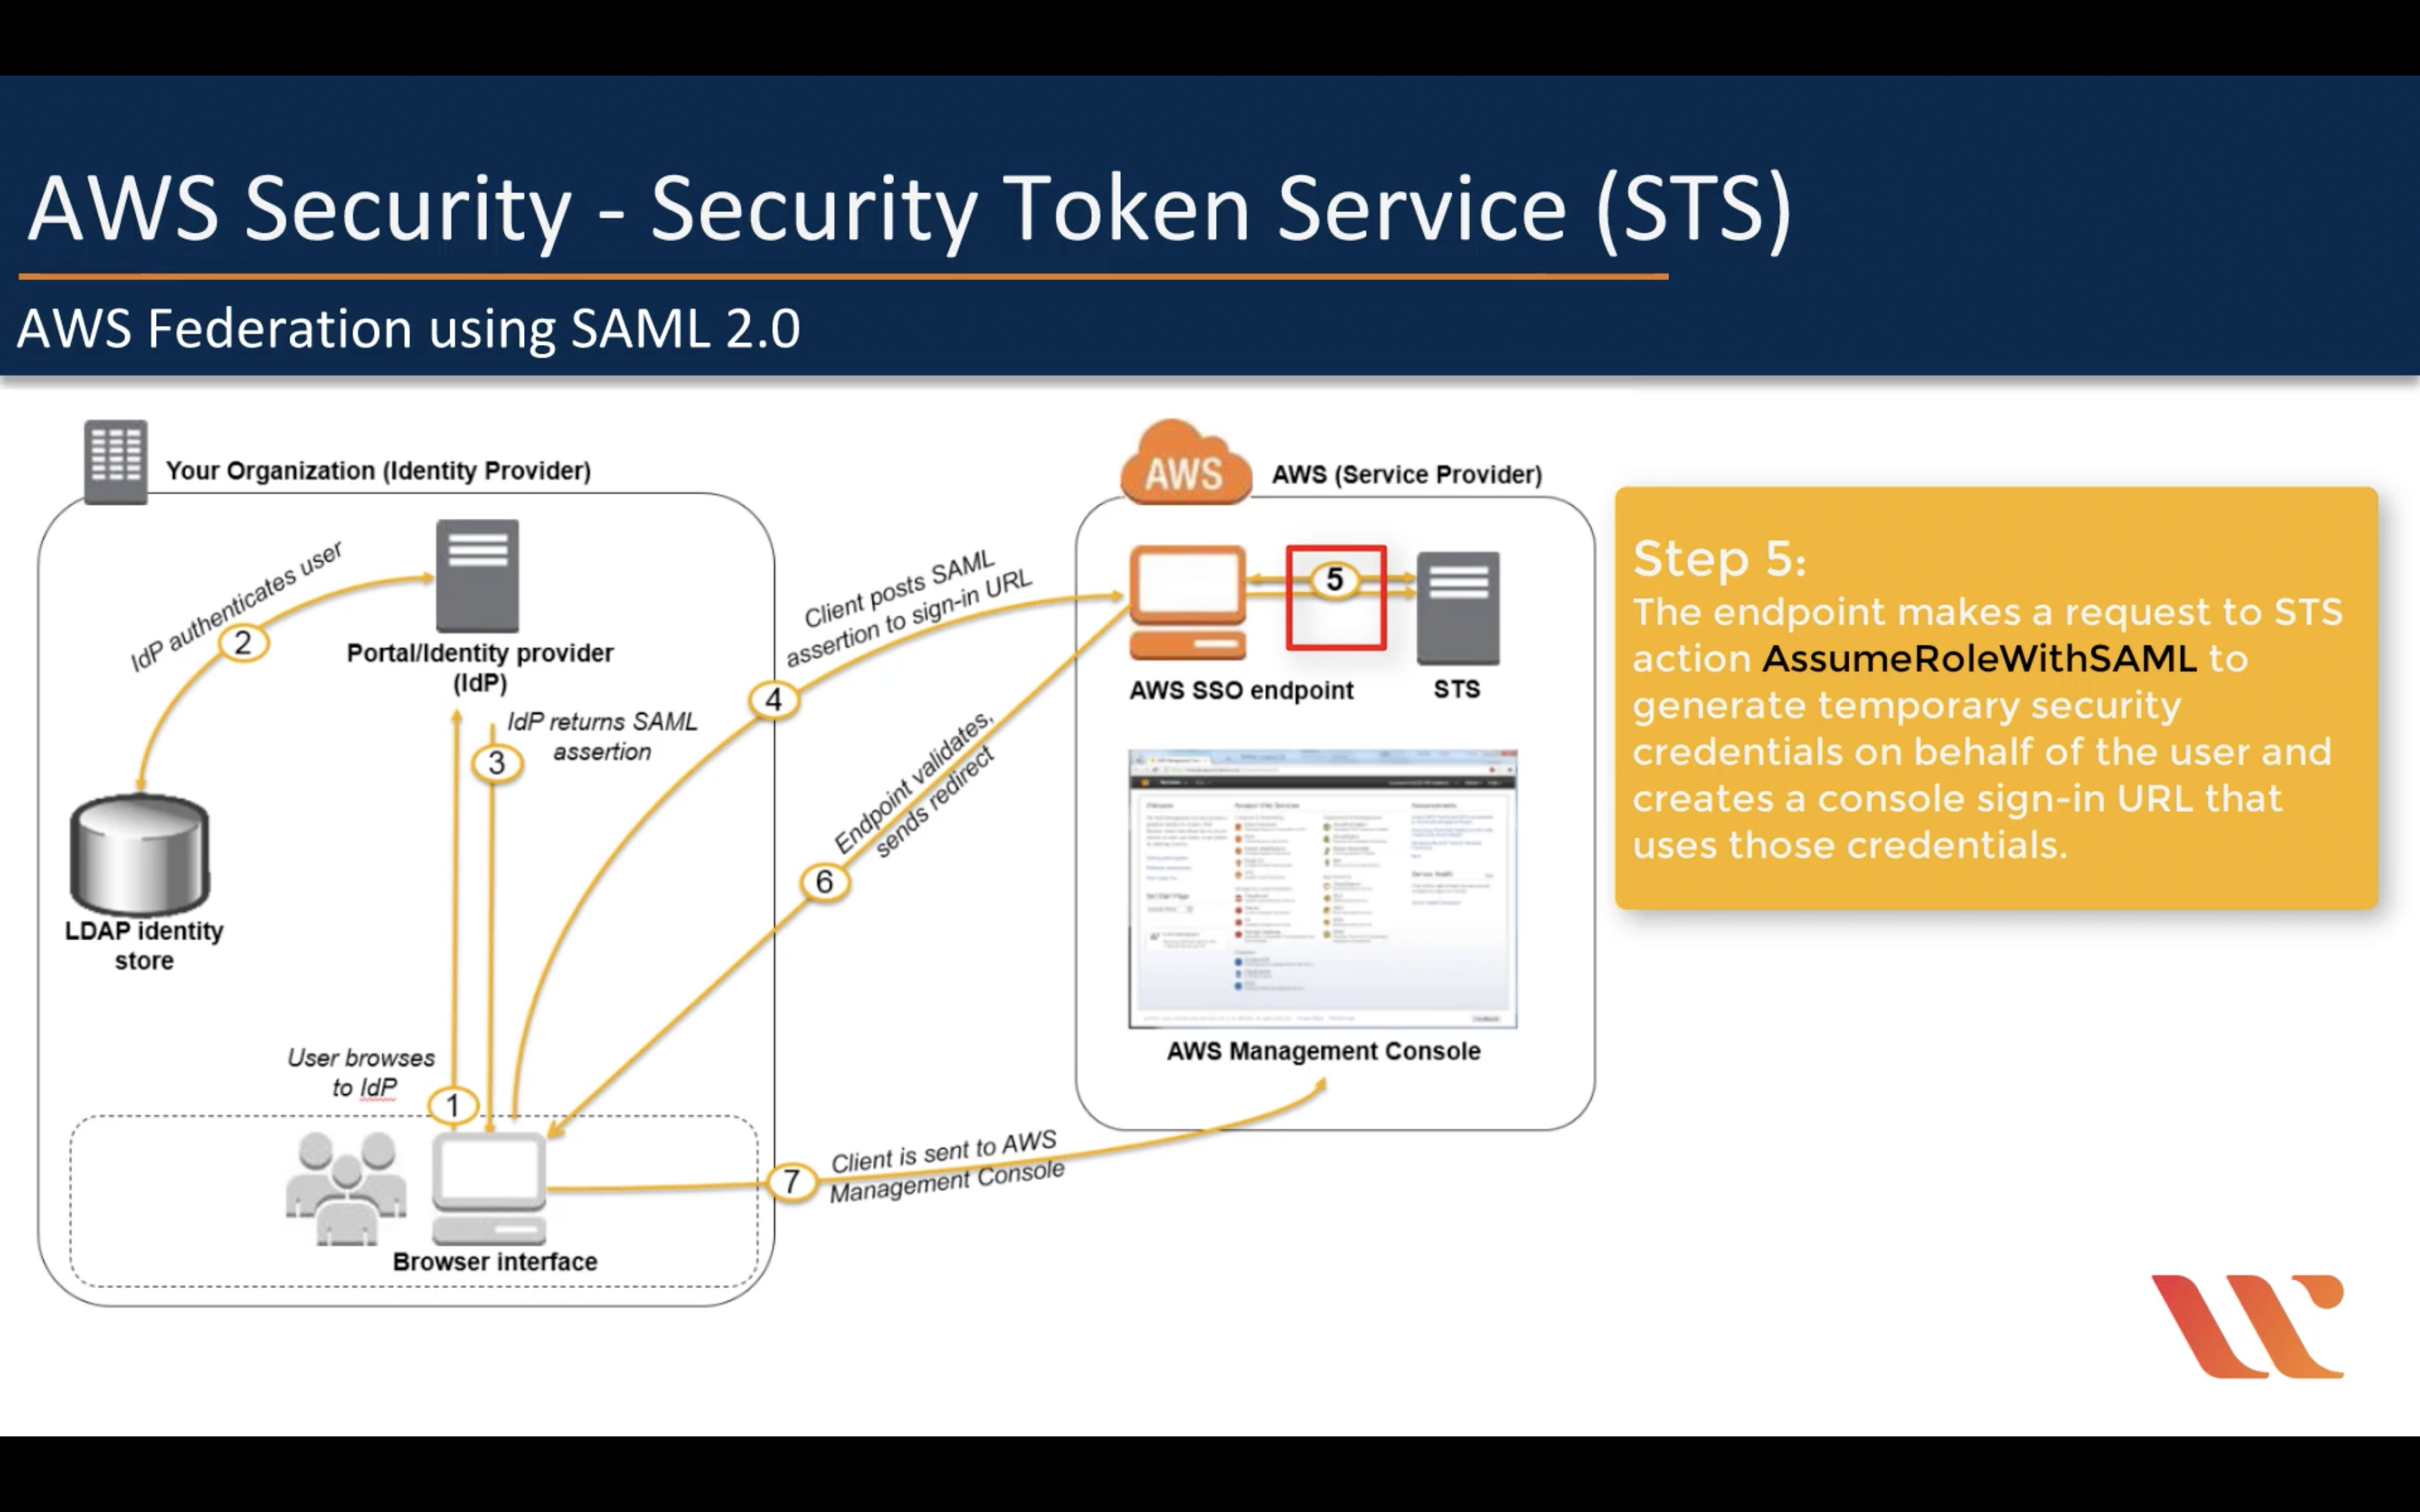 AWS Security - Security Token Service (STS)
AWS Federation using SAML 2.0
Your Organization (Identity Provider)
IdP authenticates user
2
Portal/Identity provider
(IdP)
IdP returns SAML
assertion
3
LDAP identity
store
User browses
to IdP
1
Browser interface
Client posts SAML
assertion to sign-in URL
4
Endpoint validates,
sends redirect
6
Client is sent to AWS
Management Console
7
AWS
AWS (Service Provider)
5
AWS SSO endpoint
STS
AWS Management Console
Step 5:
The endpoint makes a request to STS
action AssumeRoleWithSAML to
generate temporary security
credentials on behalf of the user and
creates a console sign-in URL that
uses those credentials.